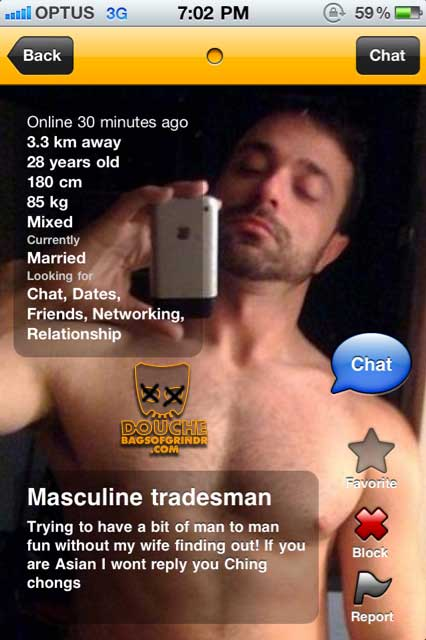 OPTUS 3G 7:02 PM 59%
Back
Chat
Online 30 minutes ago
3.3 km away
28 years old
180 cm
85 kg
Mixed
Currently
Married
Looking for
Chat, Dates,
Friends, Networking,
Relationship
Chat
DOUCHE
BAGSOFGRINDR
.COM
Favorite
Masculine tradesman
Trying to have a bit of man to man
fun without my wife finding out! If you
are Asian I wont reply you Ching
chongs
Block
Report